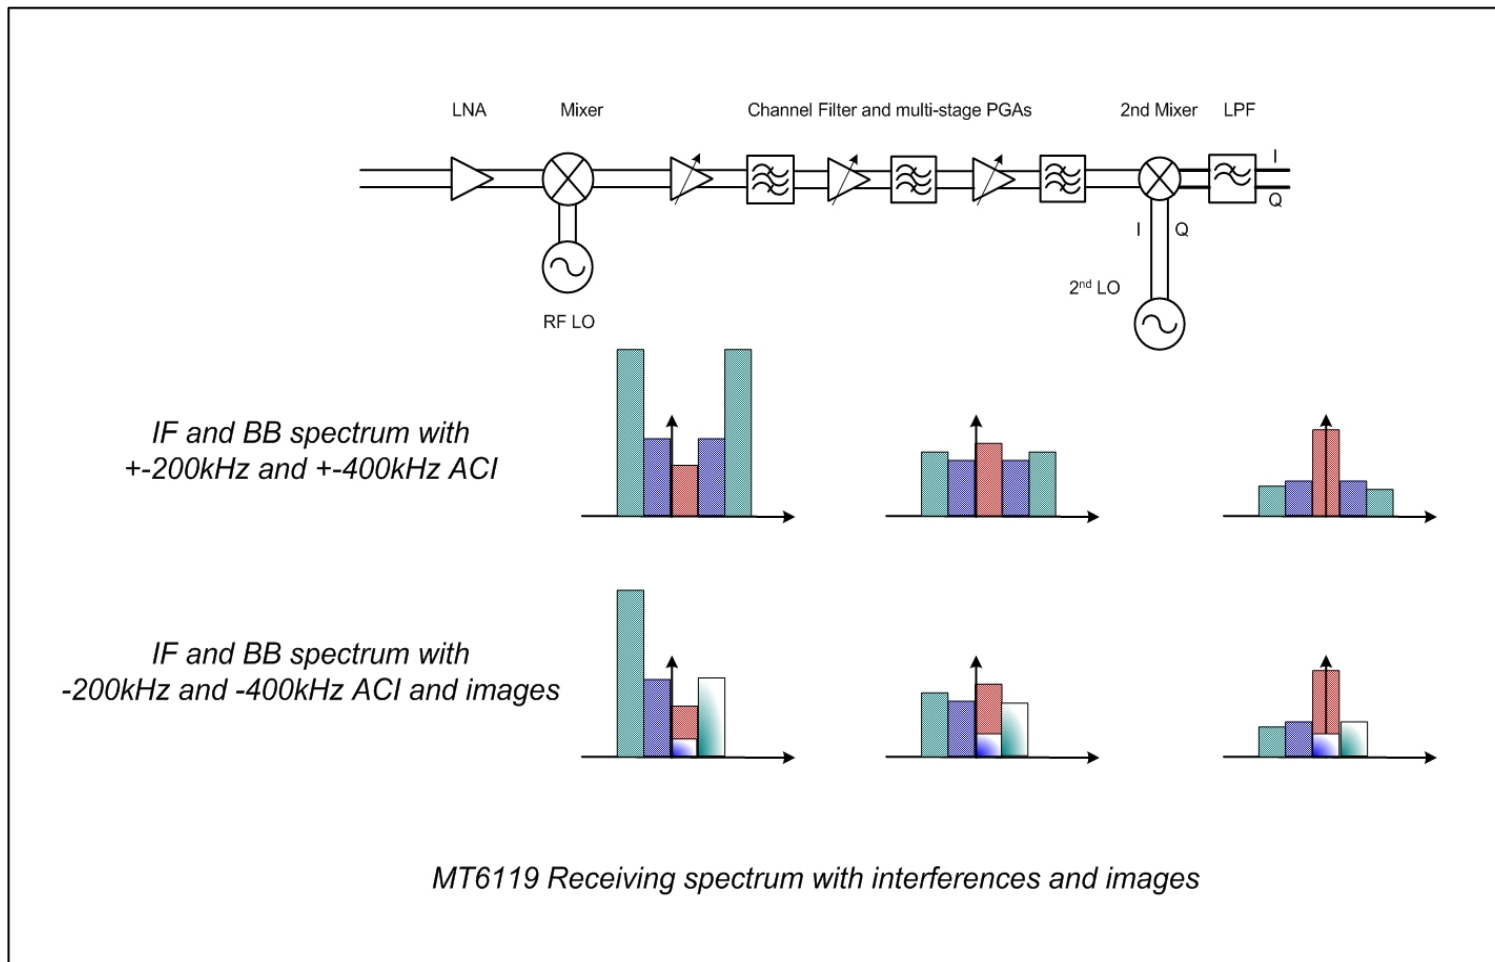 LNA
Mixer
Channel Filter and multi-stage PGAs
2nd Mixer
LPF
I
Q
I
Q
2nd LO
RF LO
IF and BB spectrum with
+-200kHz and +-400kHz ACI
IF and BB spectrum with
-200kHz and -400kHz ACI and images
MT6119 Receiving spectrum with interferences and images